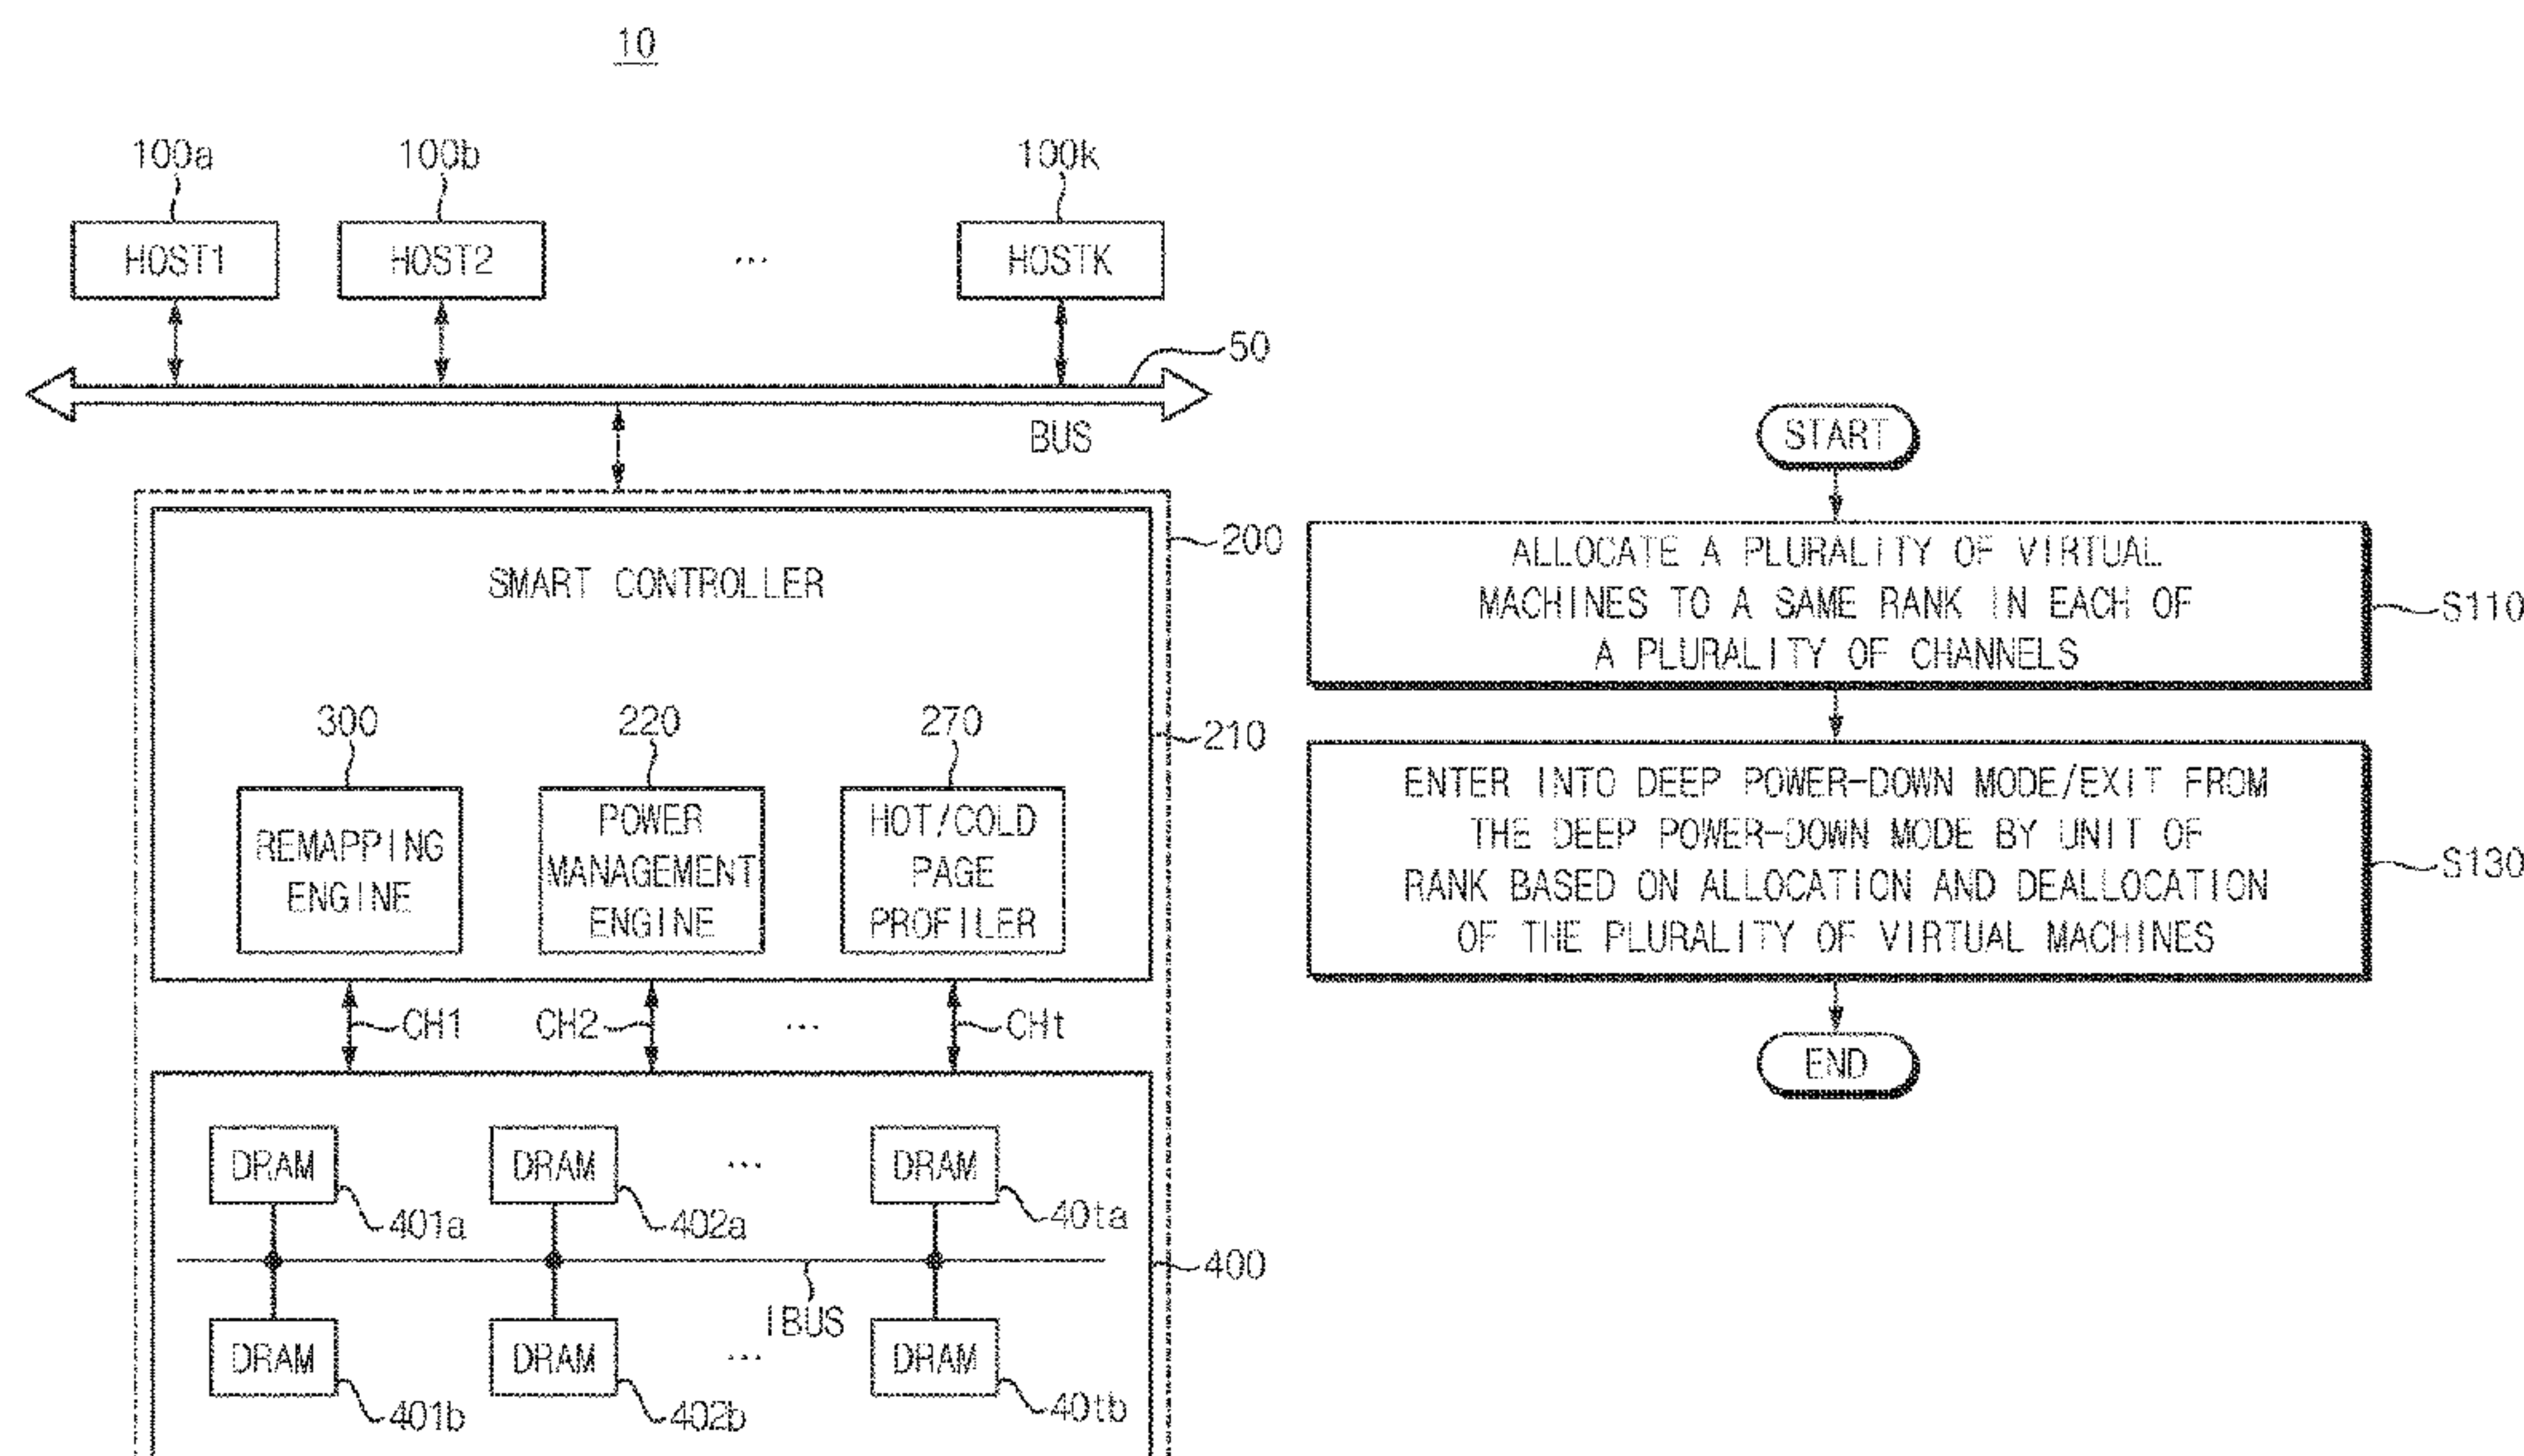 10
100a
100b
100k
HOST1
HOST2
...
HOSTK
50
BUS
200
SMART CONTROLLER
210
300
220
270
REMAPPING
ENGINE
POWER
MANAGEMENT
ENGINE
HOT/COLD
PAGE
PROFILER
CH1
CH2
...
CHt
DRAM
DRAM
...
DRAM
401a
402a
40ta
400
IBUS
DRAM
DRAM
...
DRAM
401b
402b
40tb
START
ALLOCATE A PLURALITY OF VIRTUAL
MACHINES TO A SAME RANK IN EACH OF
A PLURALITY OF CHANNELS
S110
ENTER INTO DEEP POWER-DOWN MODE/EXIT FROM
THE DEEP POWER-DOWN MODE BY UNIT OF
RANK BASED ON ALLOCATION AND DEALLOCATION
OF THE PLURALITY OF VIRTUAL MACHINES
S130
END